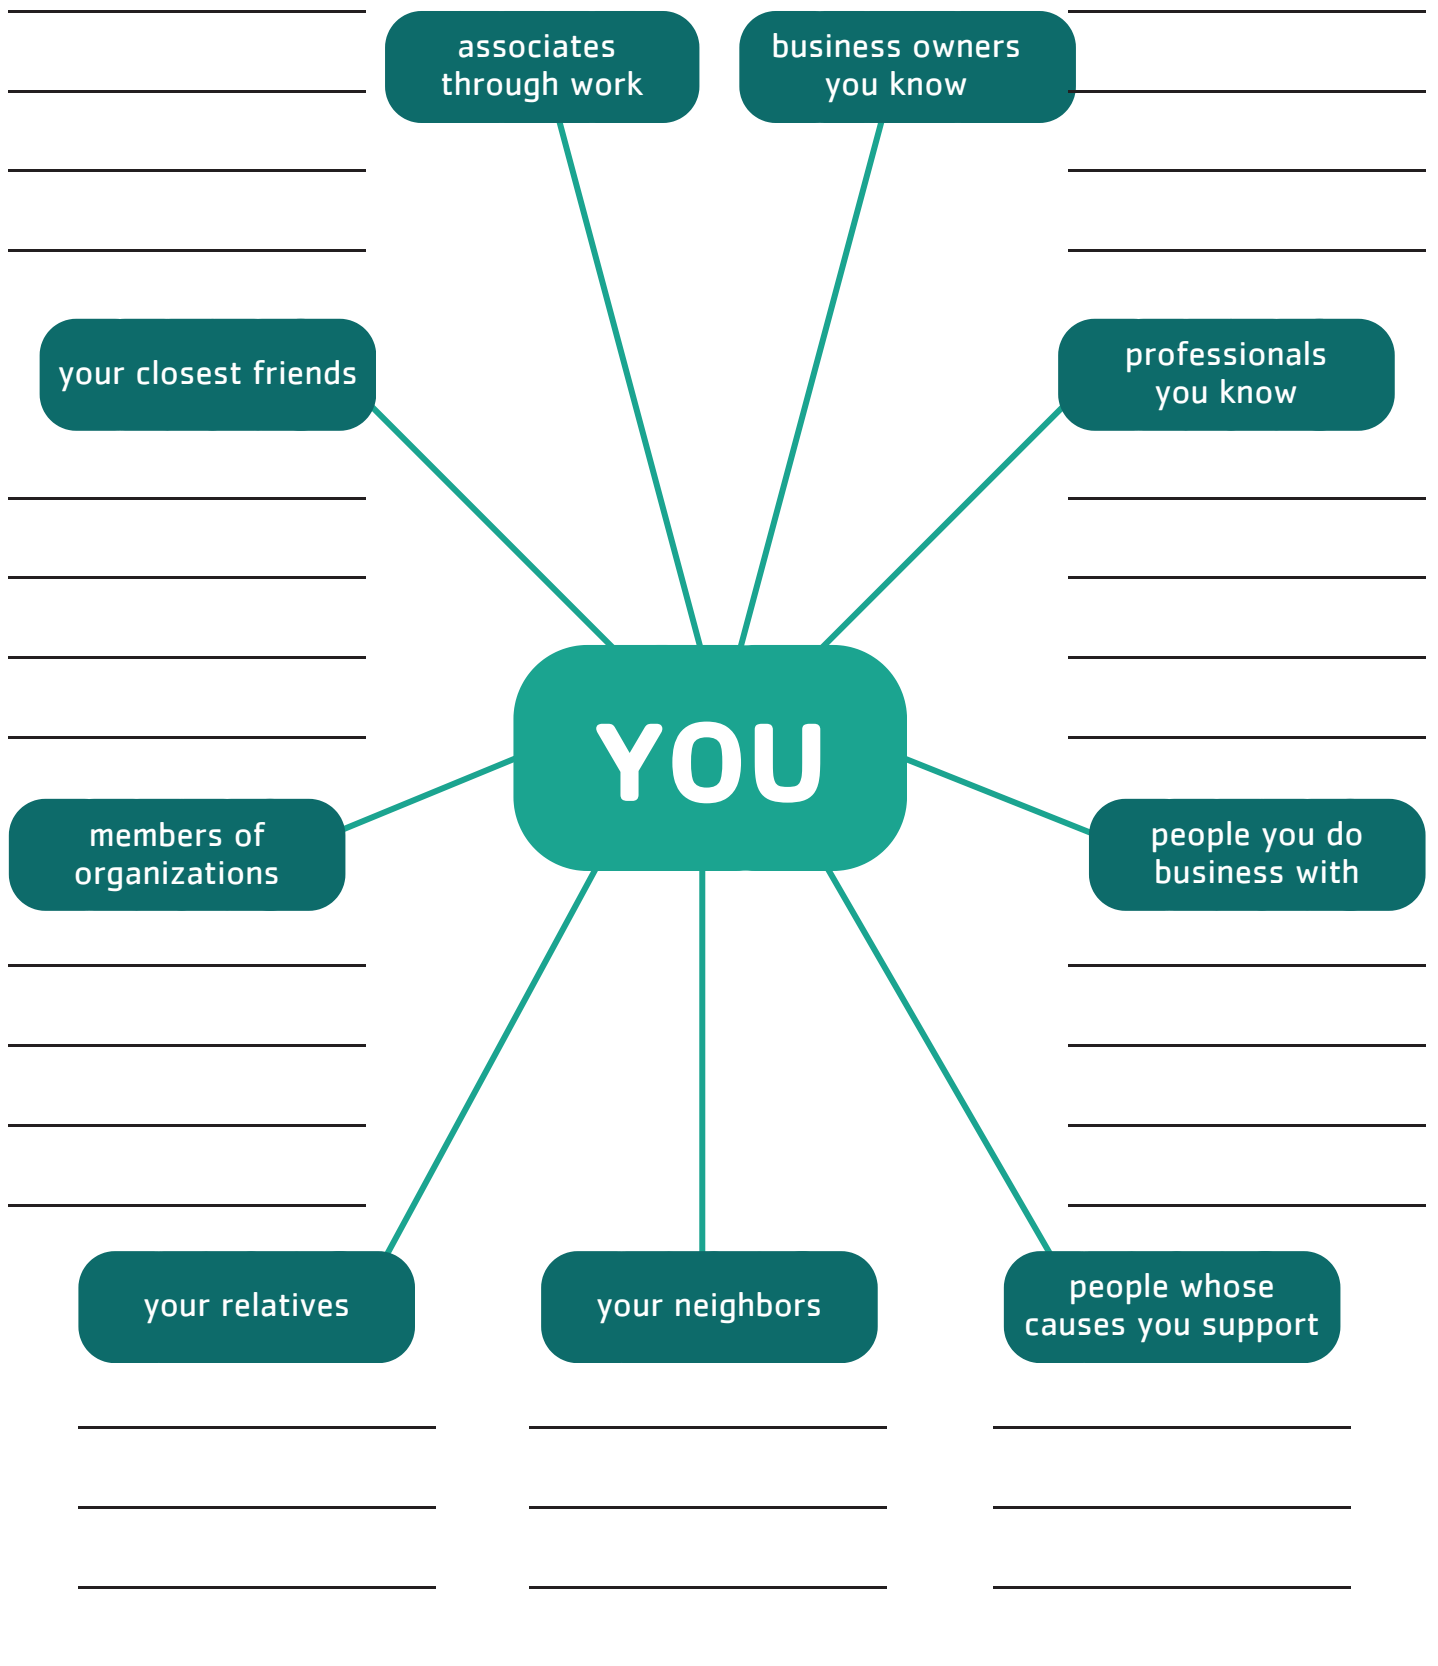 associates
through work
business owners
you know
your closest friends
professionals
you know
YOU
members of
organizations
people you do
business with
your relatives
your neighbors
people whose
causes you support